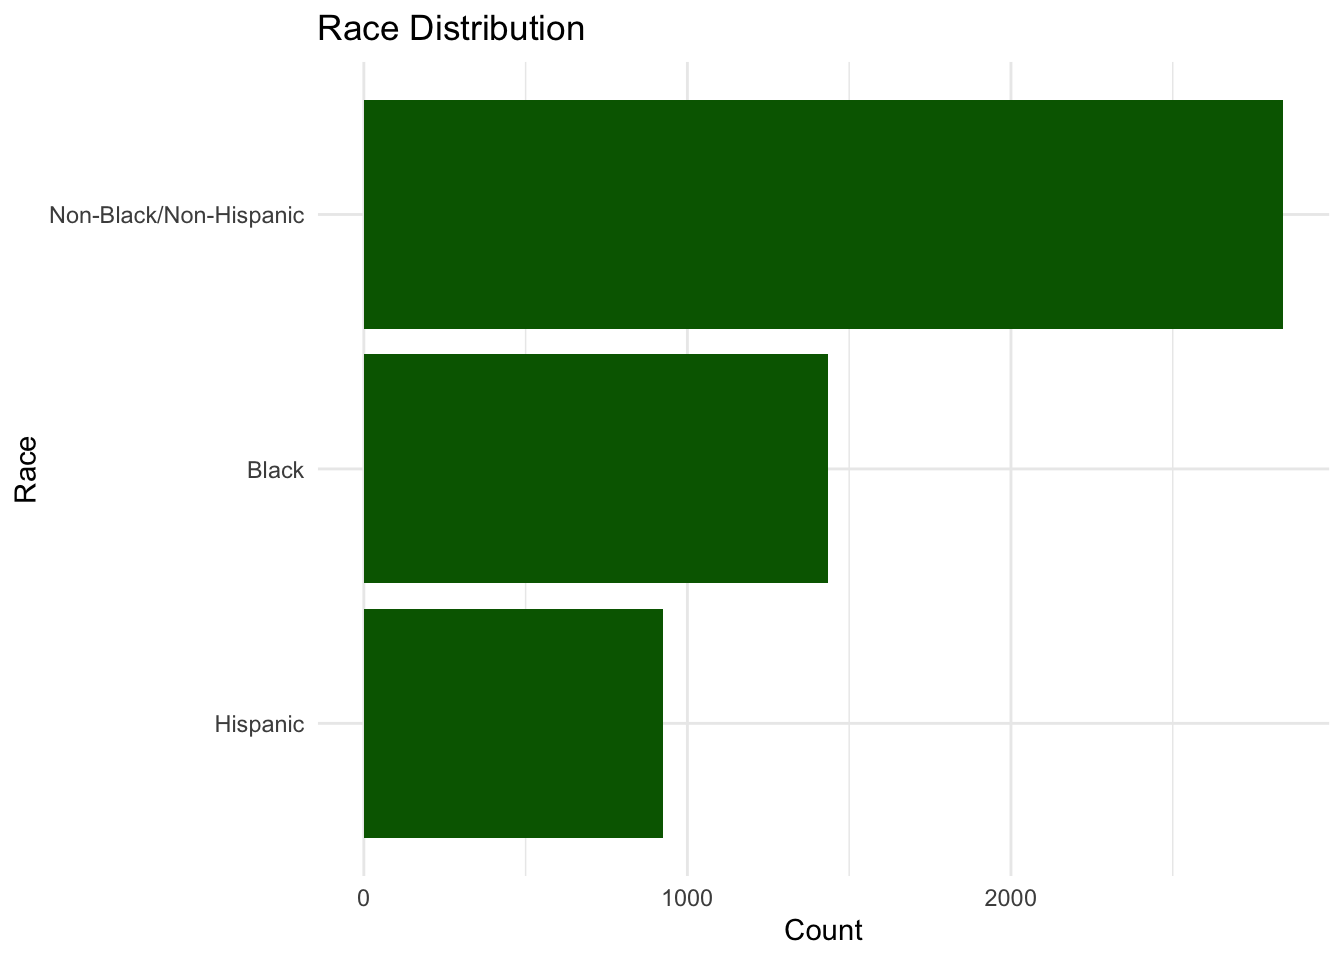 Race Distribution
Non-Black/Non-Hispanic
Black
Hispanic
Race
0 1000 2000
Count